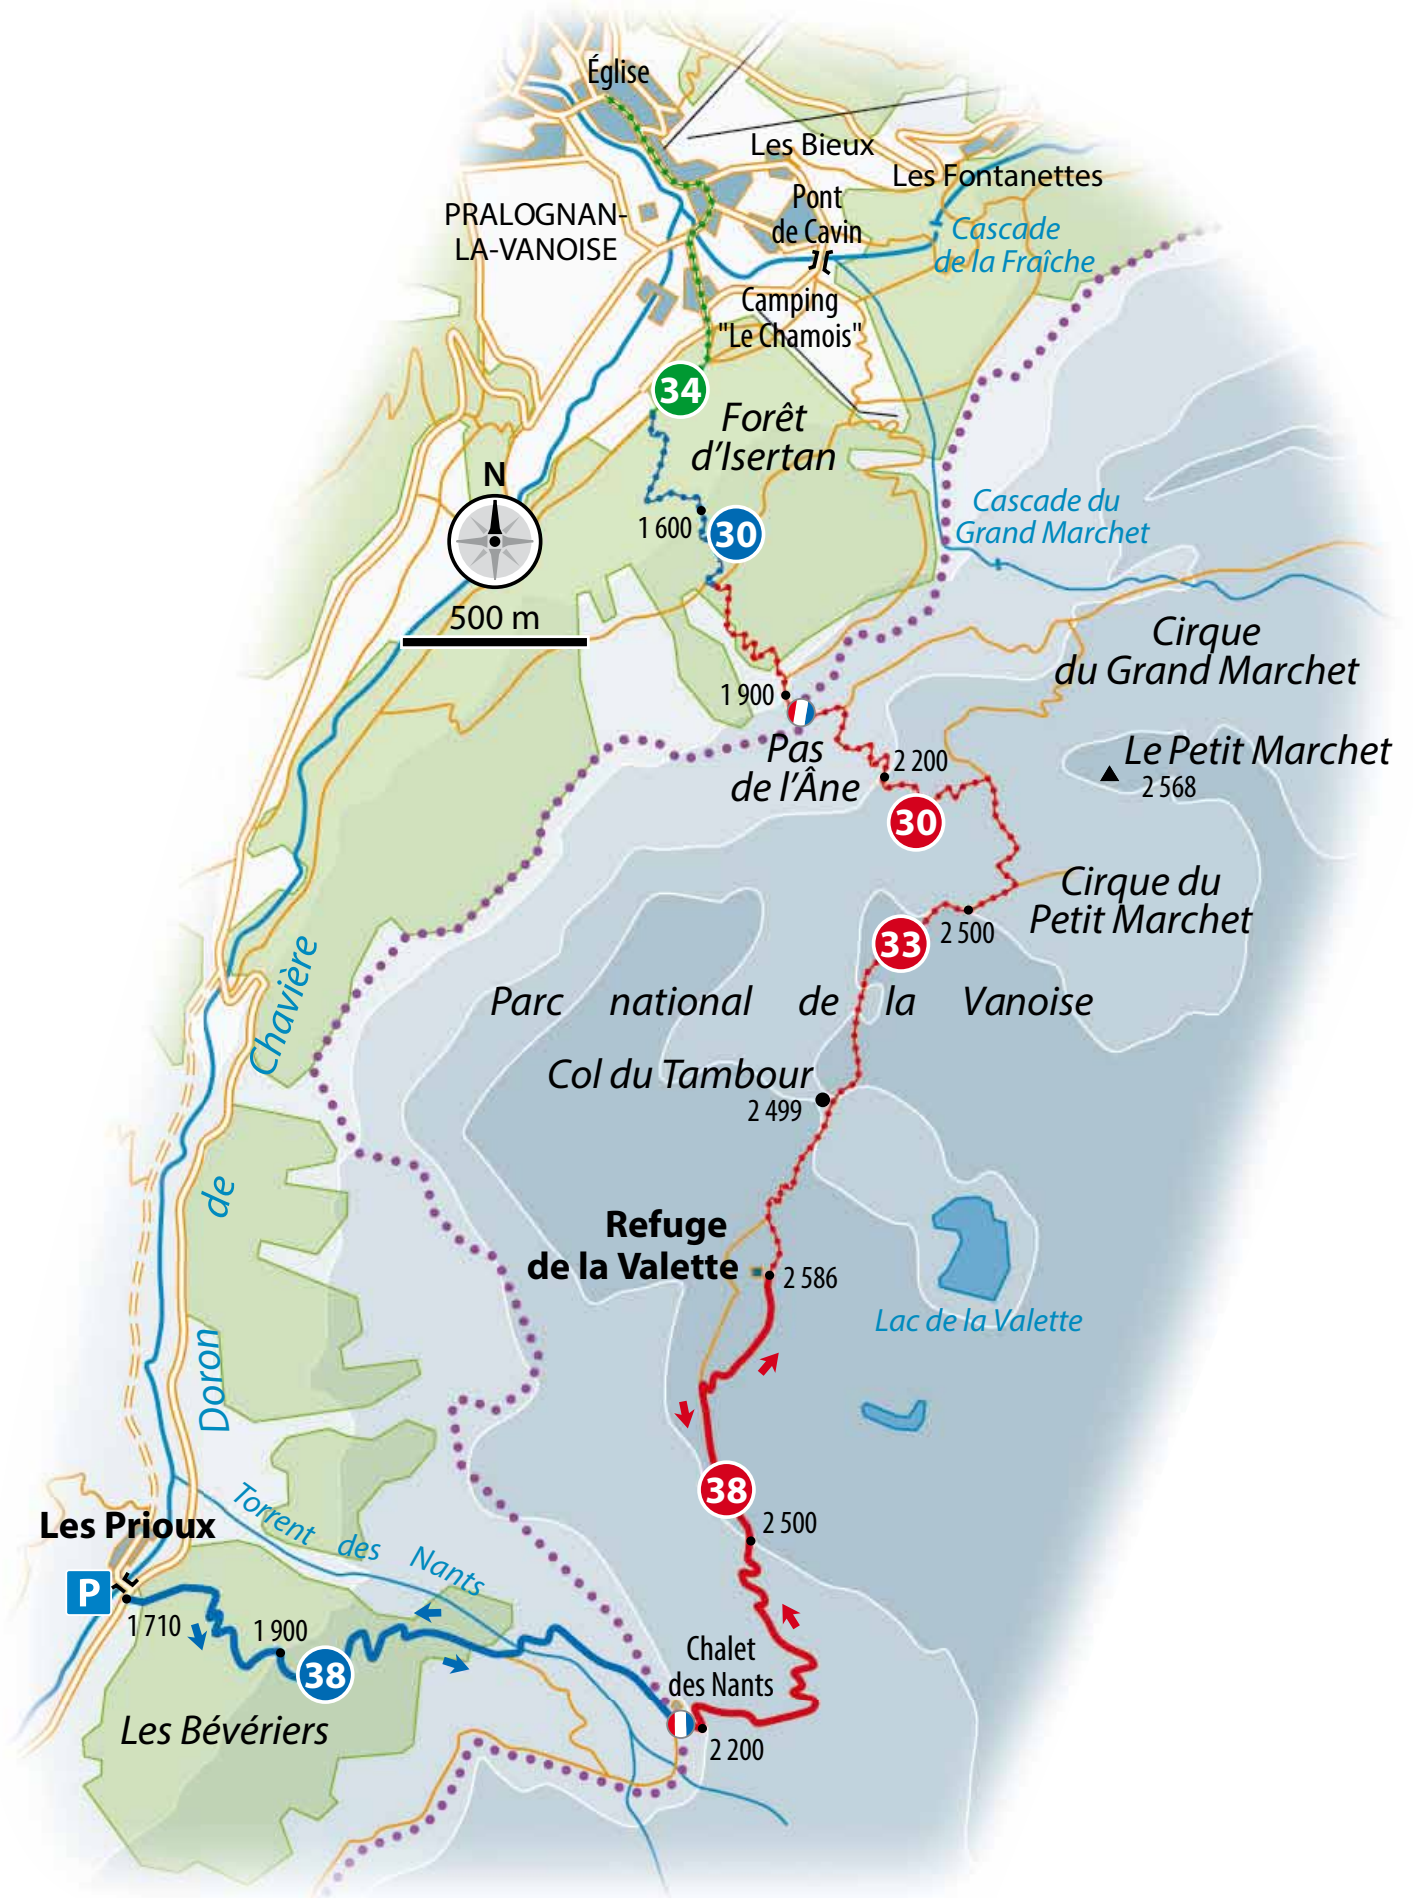 Église
Les Bieux
Les Fontanettes
Pont
de Cavin
PRALOGNAN-
LA-VANOISE
Cascade
de la Fraîche
Camping
"Le Chamois"
34
Forêt
d'Isertan
N
Cascade du
Grand Marchet
1 600
30
500 m
Cirque
du Grand Marchet
1 900
Pas
de l'Âne
2 200
Le Petit Marchet
2 568
30
Cirque du
Petit Marchet
33
2 500
Parc national de la Vanoise
Col du Tambour
2 499
Doron de Chavière
Refuge
de la Valette
2 586
Lac de la Valette
38
2 500
Torrent des Nants
Les Prioux
P
1 710
1 900
38
Chalet
des Nants
Les Bévériers
2 200